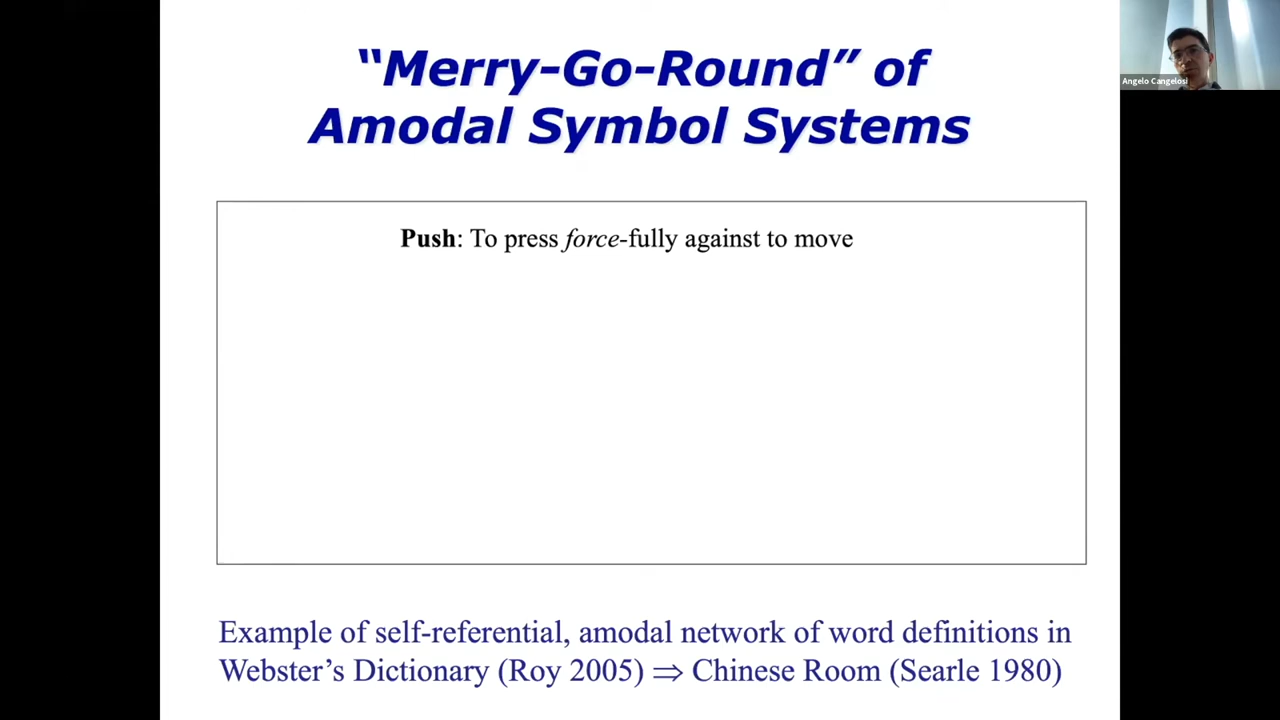 “Merry-Go-Round” of
Amodal Symbol Systems
Angelo Cangelosi
Push: To press force-fully against to move
Example of self-referential, amodal network of word definitions in
Webster’s Dictionary (Roy 2005) ⇒ Chinese Room (Searle 1980)